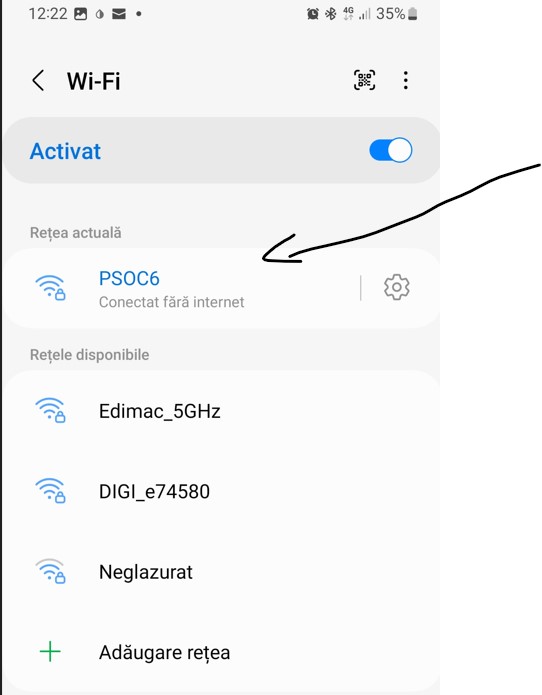 12:22 4G 35%
Wi-Fi
Activat
Rețea actuală
PSOC6
Conectat fără internet
Rețele disponibile
Edimac_5GHz
DIGI_e74580
Neglazurat
Adăugare rețea